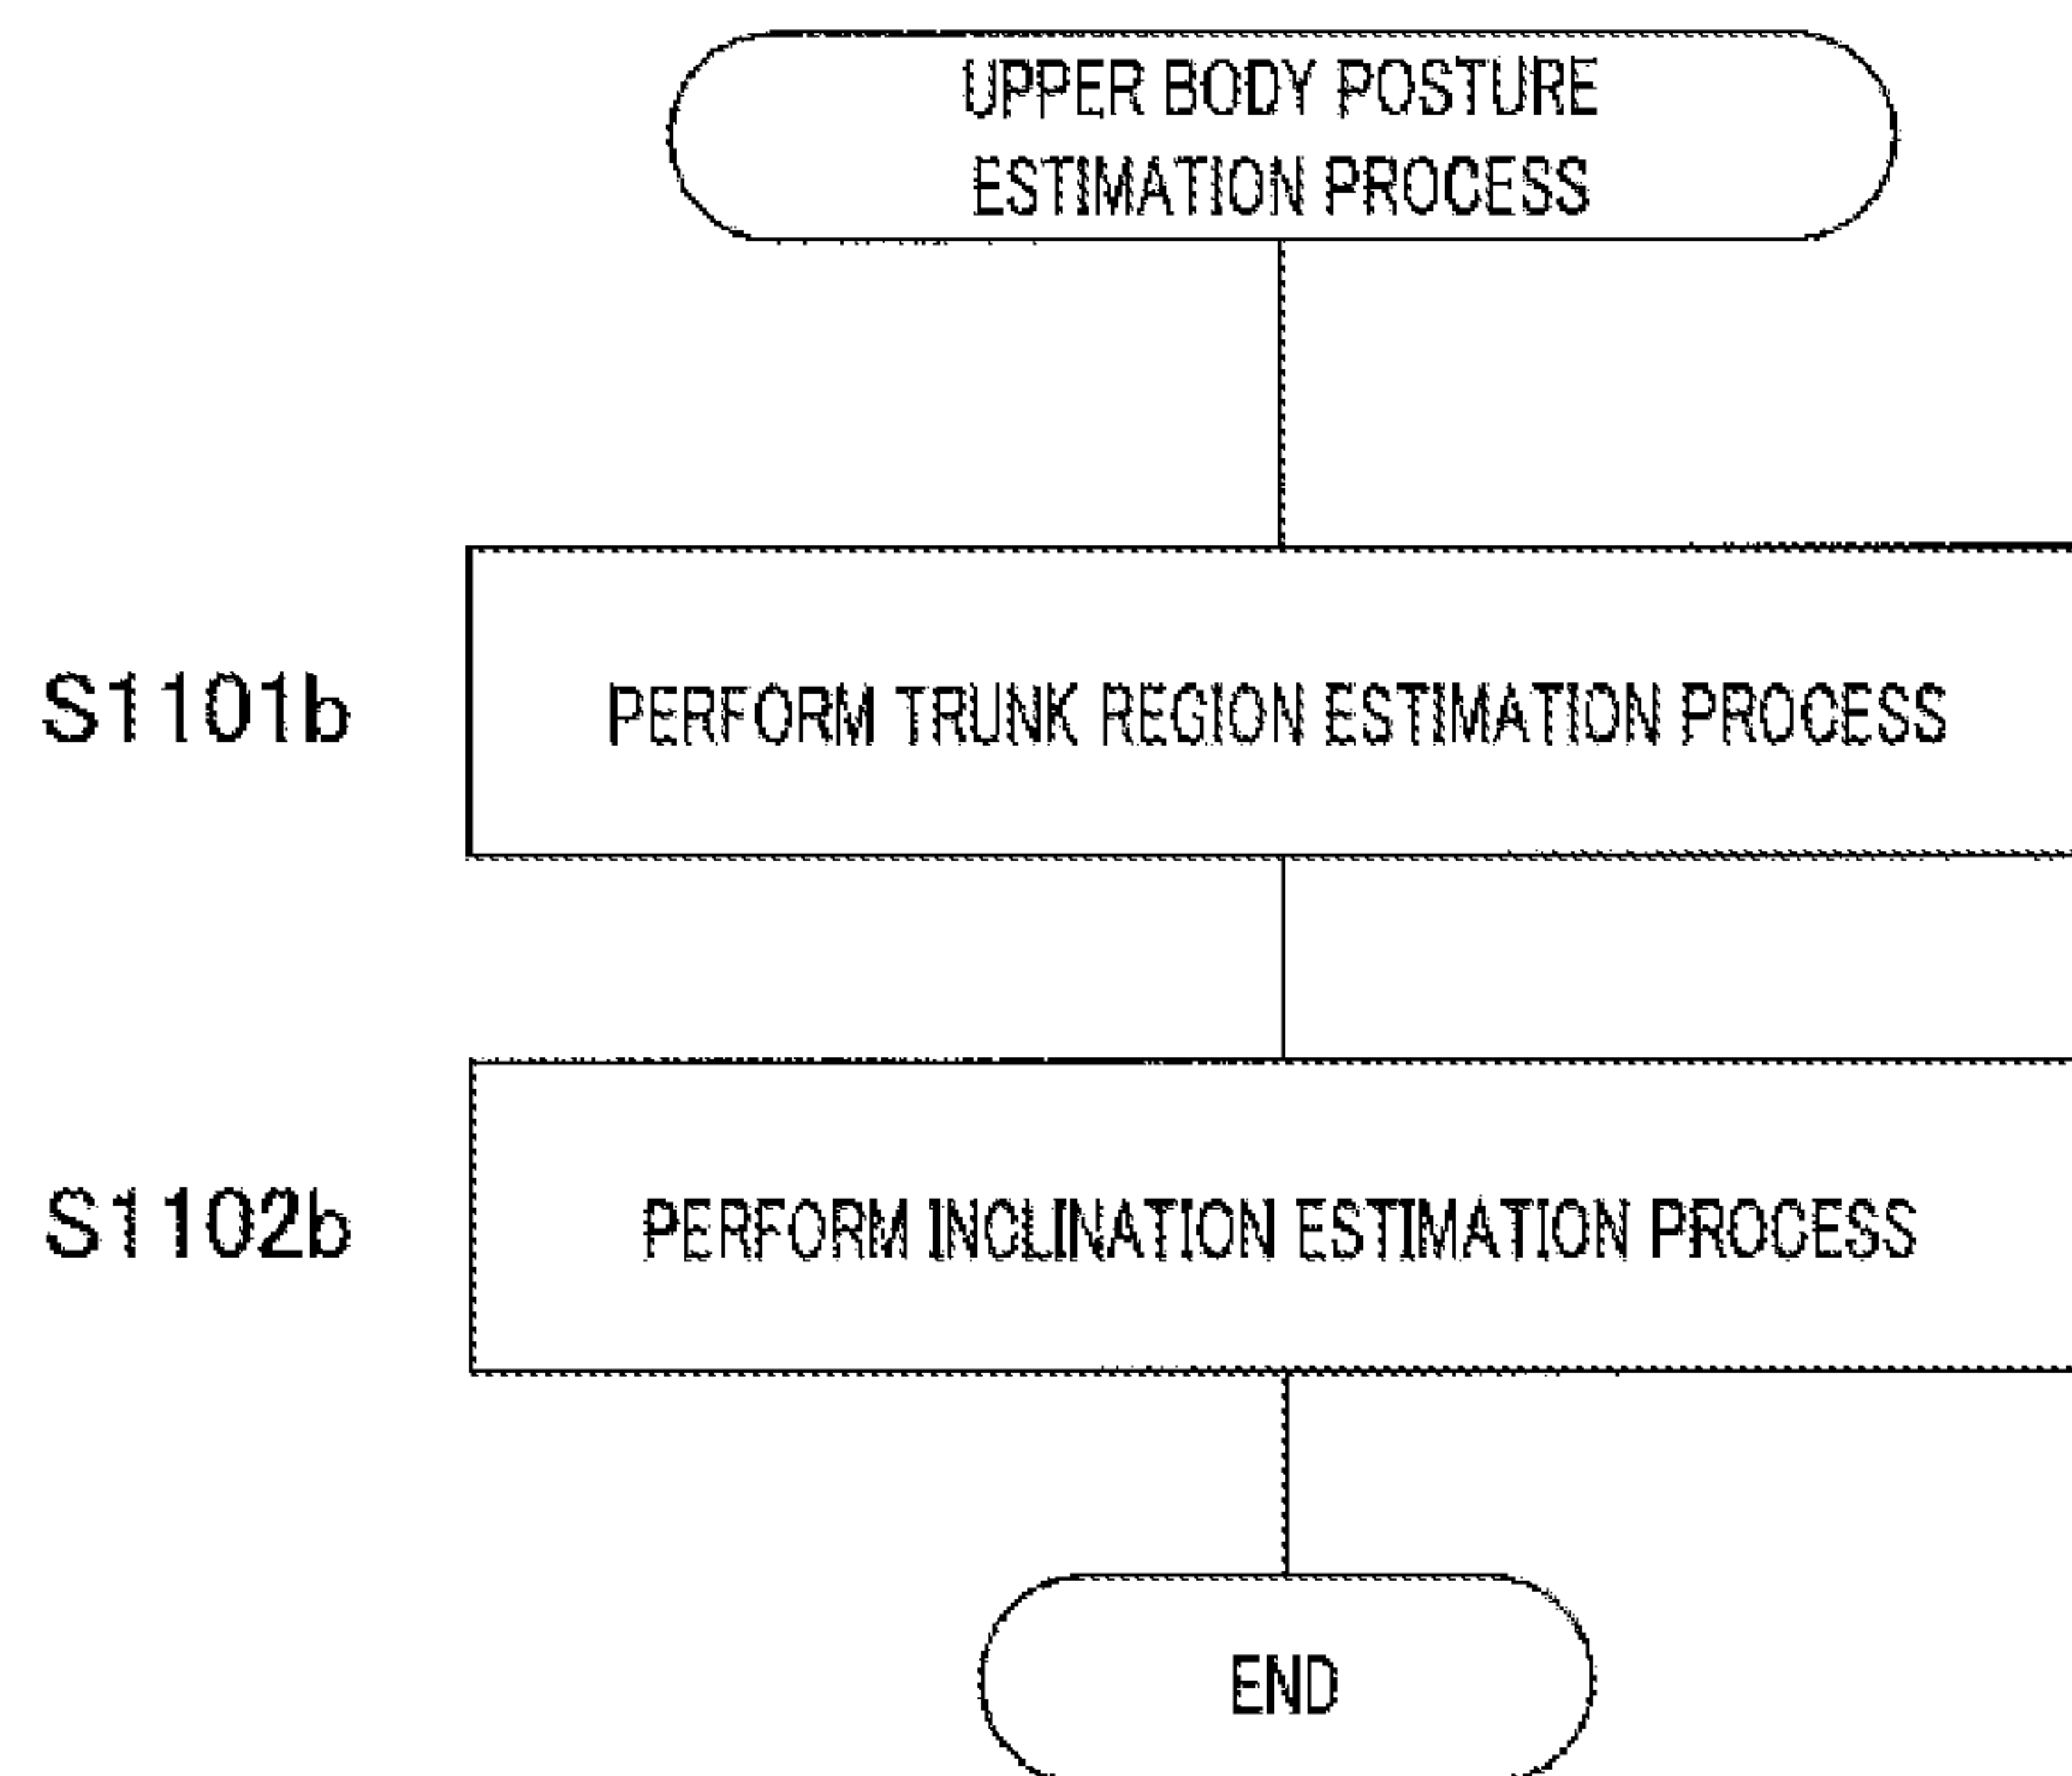 UPPER BODY POSTURE
ESTIMATION PROCESS
S1101b
PERFORM TRUNK REGION ESTIMATION PROCESS
S1102b
PERFORM INCLINATION ESTIMATION PROCESS
END